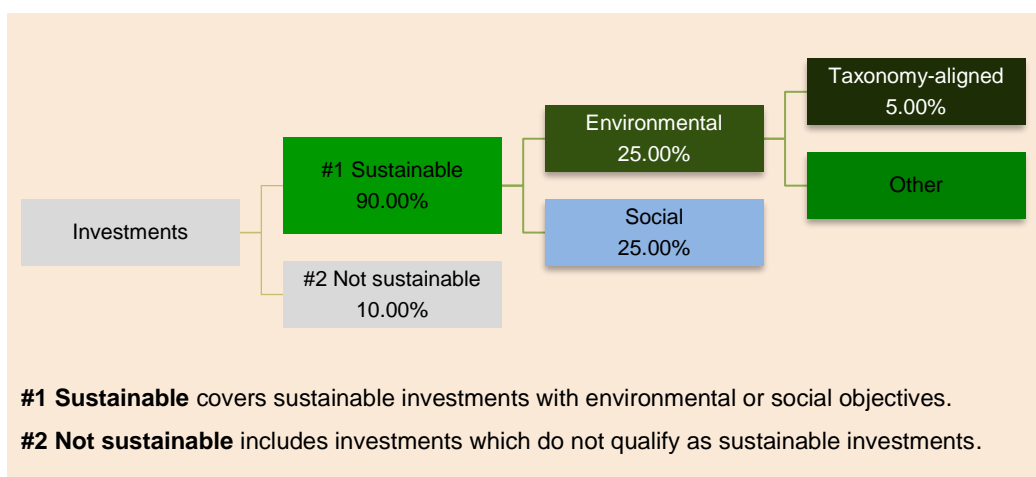 Investments
#1 Sustainable
90.00%
#2 Not sustainable
10.00%
Environmental
25.00%
Social
25.00%
Taxonomy-aligned
5.00%
Other
#1 Sustainable covers sustainable investments with environmental or social objectives.
#2 Not sustainable includes investments which do not qualify as sustainable investments.